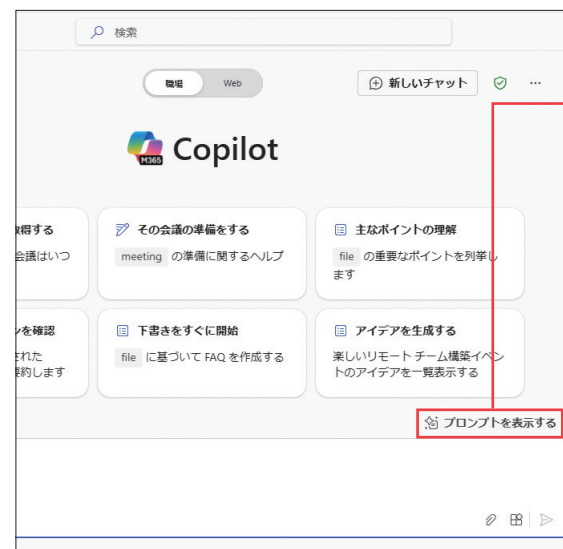 検索
職場 Web
新しいチャット
M365 Copilot
取得する
会議はいつ
その会議の準備をする
meeting の準備に関するヘルプ
主なポイントの理解
file の重要なポイントを列挙し
ます
ンを確認
された
要約します
下書きをすぐに開始
file に基づいて FAQ を作成する
アイデアを生成する
楽しいリモート チーム構築イベン
トのアイデアを一覧表示する
プロンプトを表示する